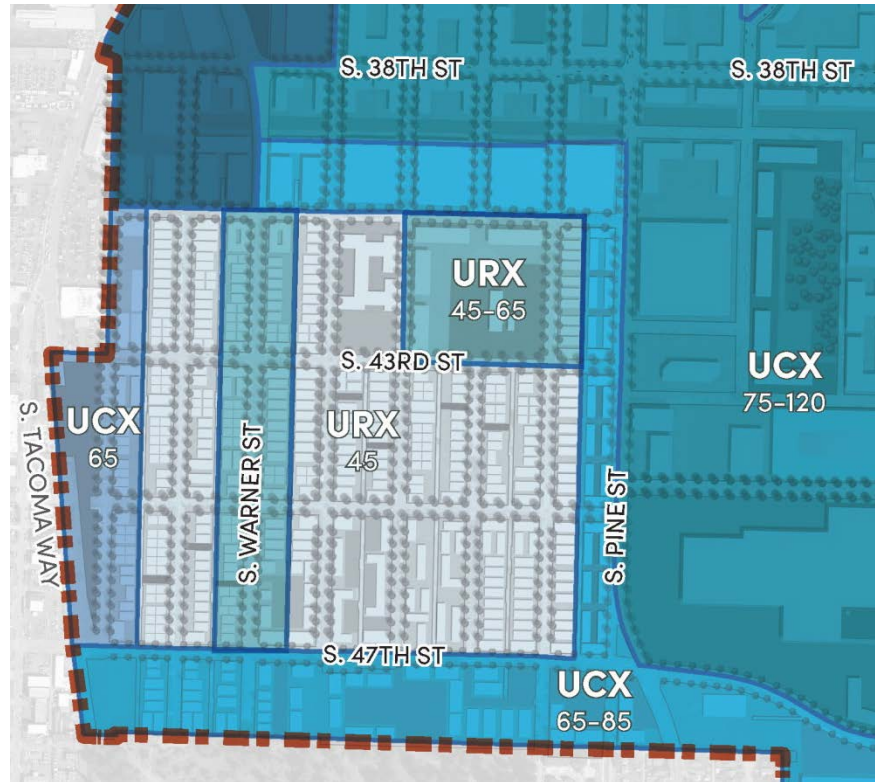 S. 38TH ST
S. 38TH ST
URX
45-65
S. 43RD ST
UCX
75-120
UCX
65
URX
45
S. TACOMA WAY
S. WARNER ST
S. PINE ST
S. 47TH ST
UCX
65-85